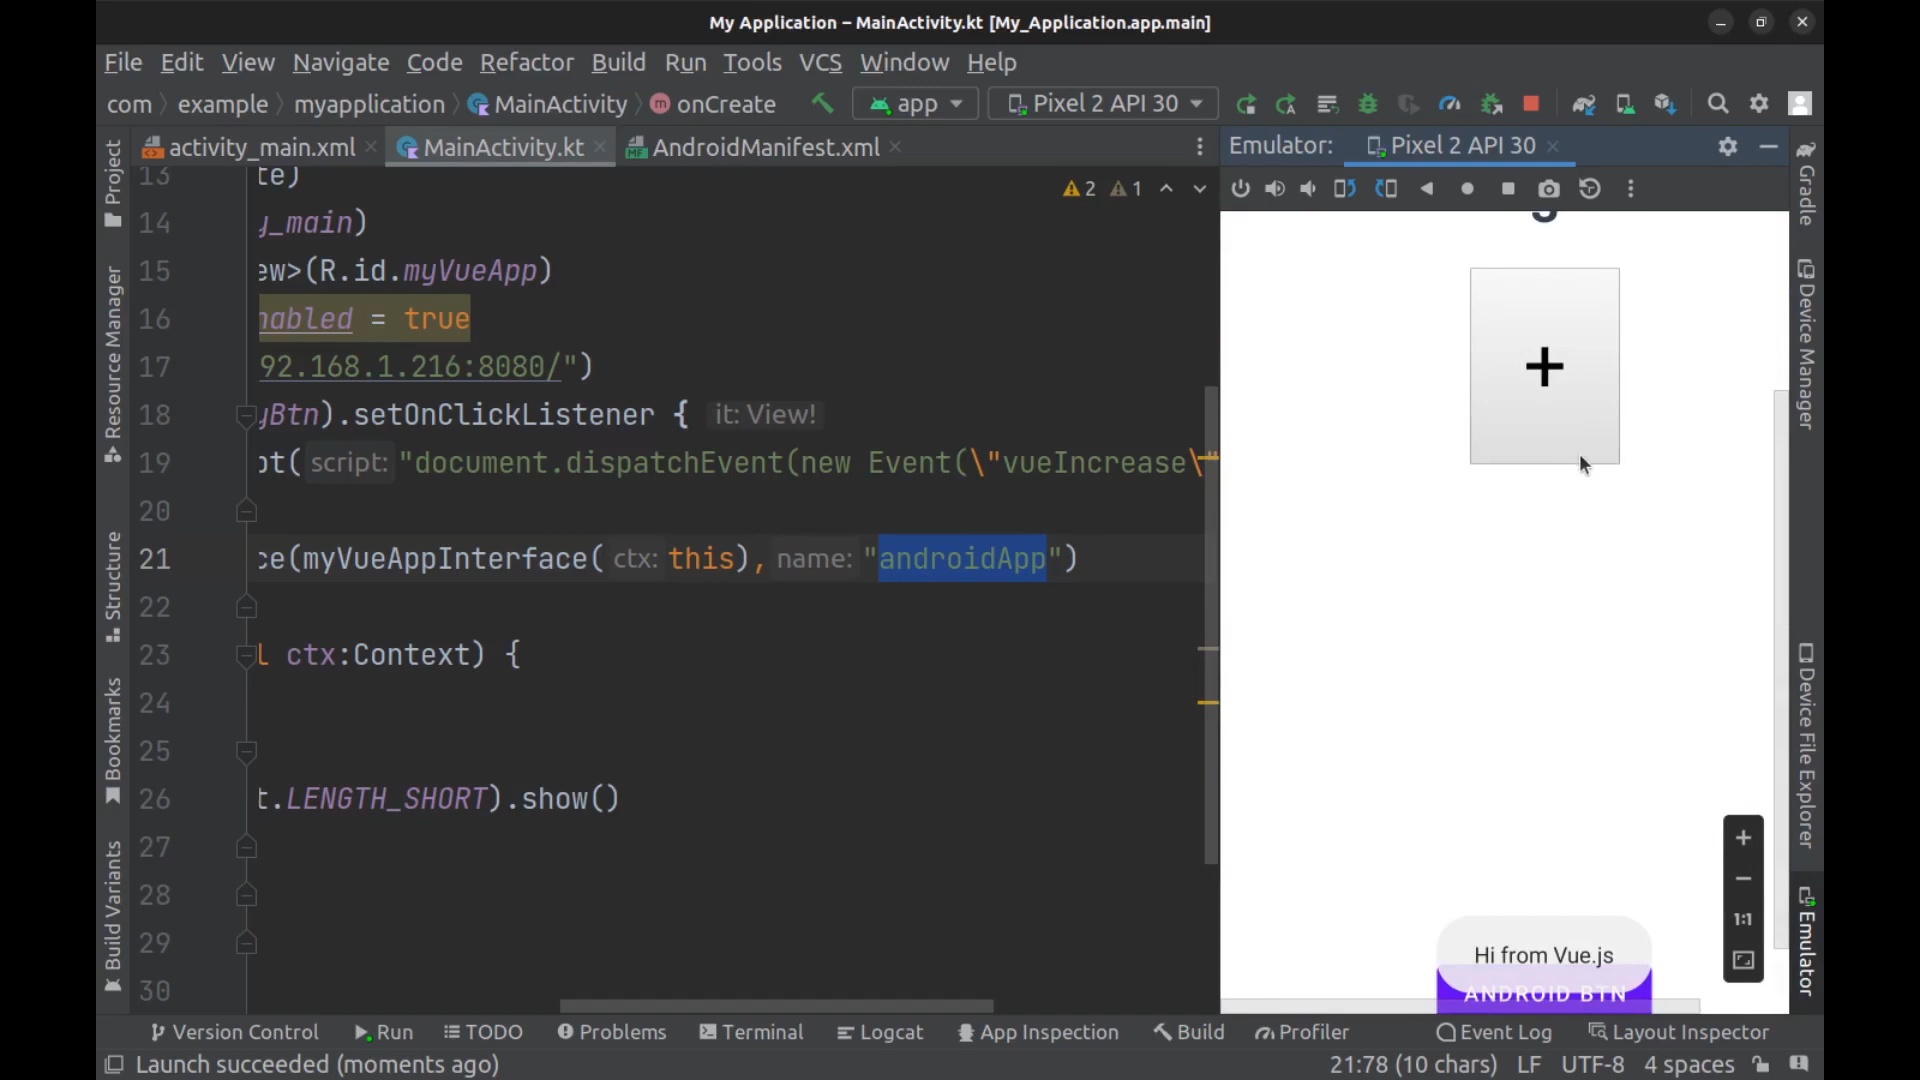 My Application – MainActivity.kt [My_Application.app.main]
File Edit View Navigate Code Refactor Build Run Tools VCS Window Help
com example myapplication MainActivity onCreate app Pixel 2 API 30
activity_main.xml MainActivity.kt AndroidManifest.xml
Emulator: Pixel 2 API 30
2 1
13 te)
14 y_main)
15 ew>(R.id.myVueApp)
16 nabled = true
17 92.168.1.216:8080/")
18 yBtn).setOnClickListener { it: View!
19 pt( script: "document.dispatchEvent(new Event(\"vueIncrease\"
20
21 ce(myVueAppInterface( ctx: this), name: "androidApp")
22
23 l ctx:Context) {
24
25
26 t.LENGTH_SHORT).show()
27
28
29
30
Project
Resource Manager
Structure
Bookmarks
Build Variants
+
Hi from Vue.js
ANDROID BTN
+
−
1:1
Gradle
Device Manager
Device File Explorer
Emulator
Version Control Run TODO Problems Terminal Logcat App Inspection Build Profiler Event Log Layout Inspector
Launch succeeded (moments ago) 21:78 (10 chars) LF UTF-8 4 spaces